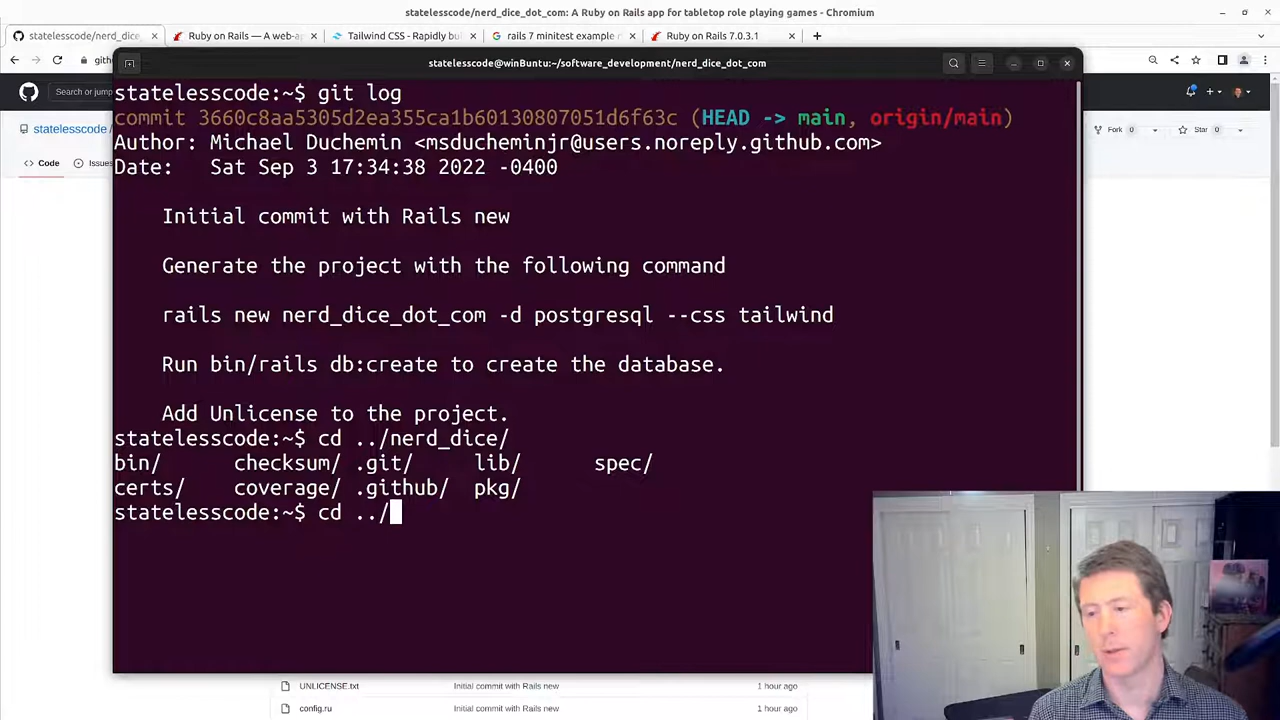 statelesscode/nerd_dice_dot_com: A Ruby on Rails app for tabletop role playing games - Chromium
statelesscode/nerd_dice_
Ruby on Rails — A web-ap
Tailwind CSS - Rapidly bu
rails 7 minitest example
Ruby on Rails 7.0.3.1
statelesscode@winBuntu:~/software_development/nerd_dice_dot_com
Search or jump
statelesscode
Fork 0
Star 0
Code
Issues
statelesscode:~$ git log
commit 3660c8aa5305d2ea355ca1b60130807051d6f63c (HEAD -> main, origin/main)
Author: Michael Duchemin <msducheminjr@users.noreply.github.com>
Date:   Sat Sep 3 17:34:38 2022 -0400
Initial commit with Rails new
Generate the project with the following command
rails new nerd_dice_dot_com -d postgresql --css tailwind
Run bin/rails db:create to create the database.
Add Unlicense to the project.
statelesscode:~$ cd ../nerd_dice/
bin/ checksum/ .git/ lib/ spec/
certs/ coverage/ .github/ pkg/
statelesscode:~$ cd ../
UNLICENSE.txt Initial commit with Rails new 1 hour ago
config.ru Initial commit with Rails new 1 hour ago